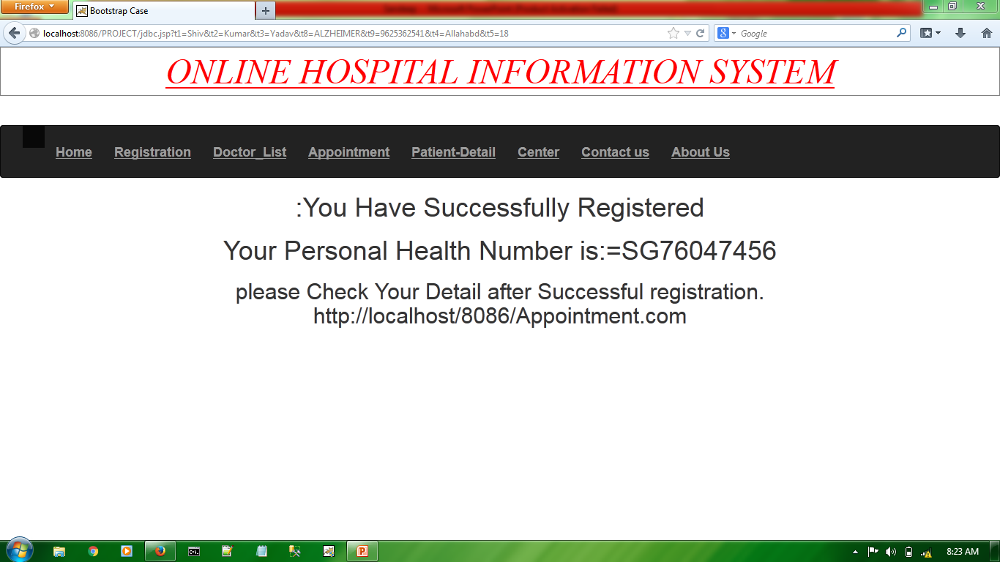 Firefox
Bootstrap Case
localhost:8086/PROJECT/jdbc.jsp?t1=Shiv&t2=Kumar&t3=Yadav&t8=ALZHEIMER&t9=9625362541&t4=Allahabd&t5=18
Google
ONLINE HOSPITAL INFORMATION SYSTEM
Home Registration Doctor_List Appointment Patient-Detail Center Contact us About Us
:You Have Successfully Registered
Your Personal Health Number is:=SG76047456
please Check Your Detail after Successful registration.
http://localhost/8086/Appointment.com
8:23 AM